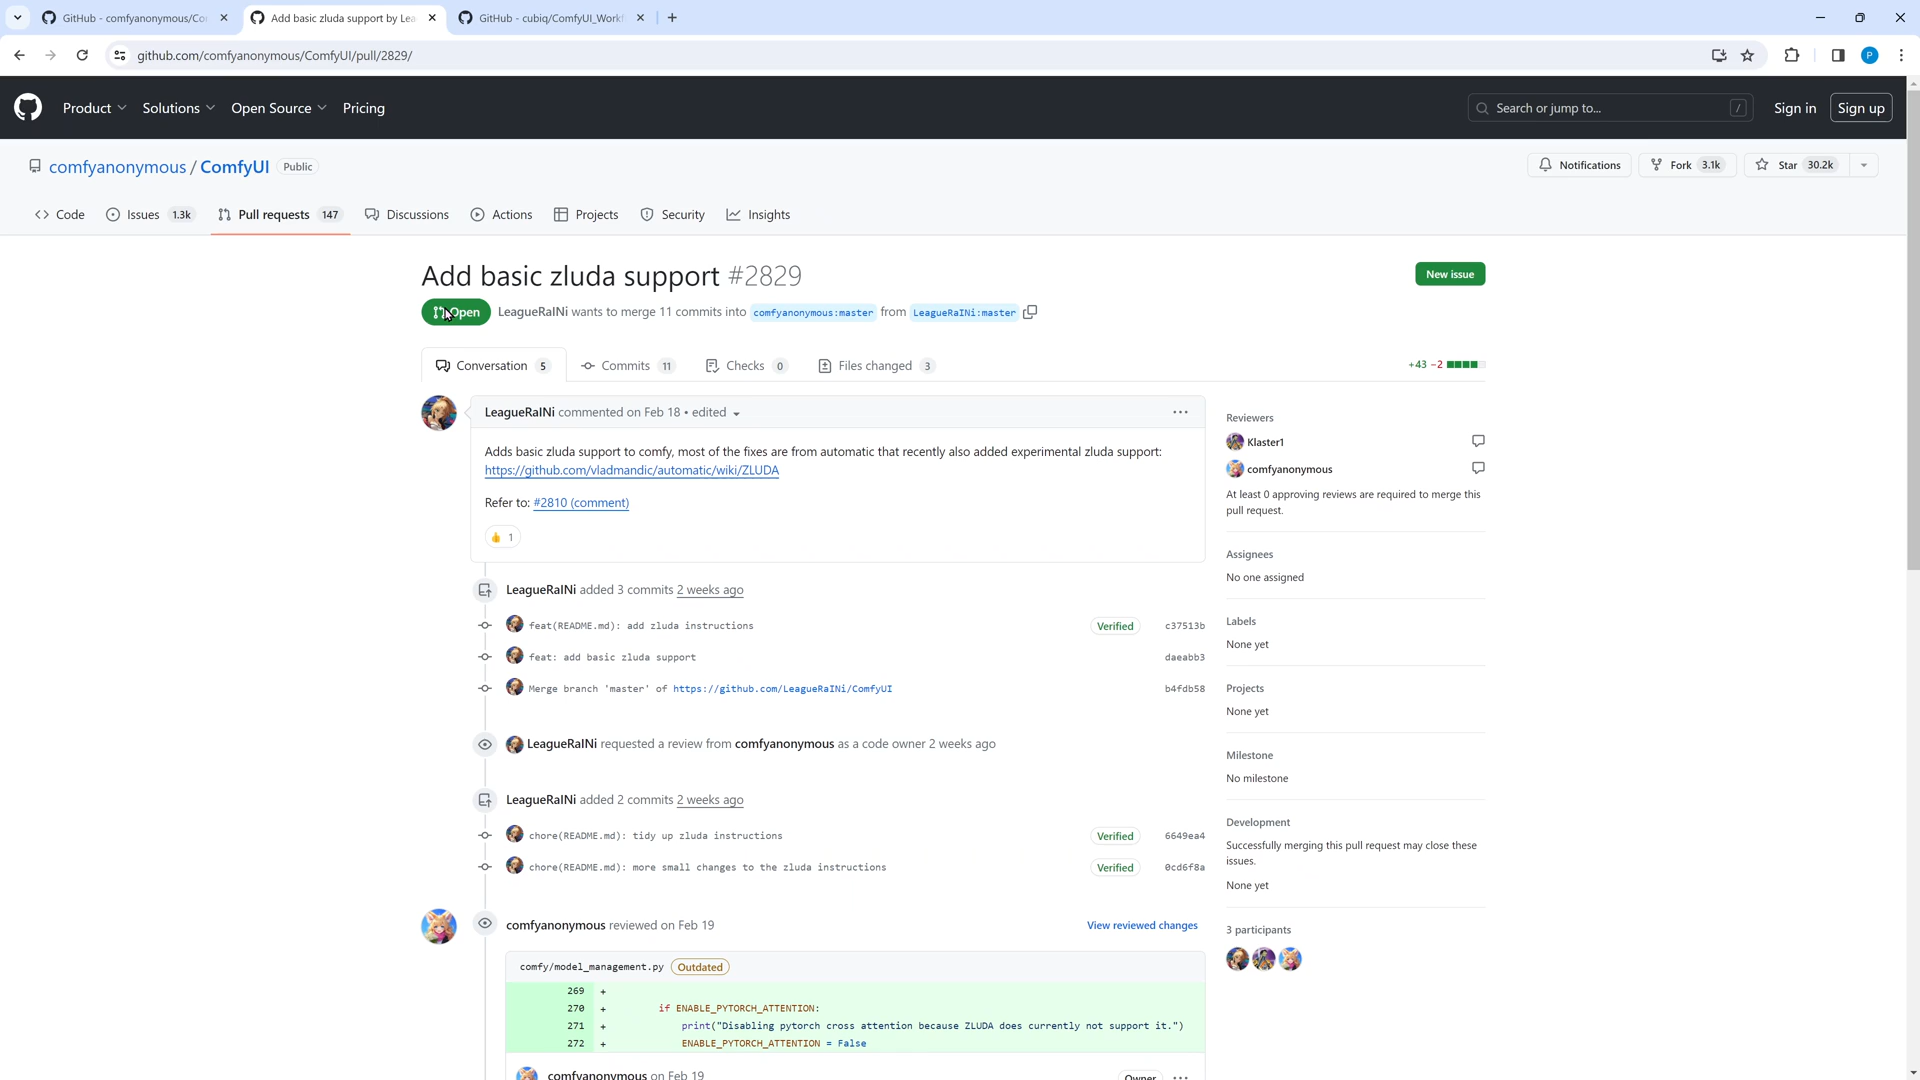 GitHub - comfyanonymous/Co
Add basic zluda support by Lea
GitHub - cubiq/ComfyUI_Workf
github.com/comfyanonymous/ComfyUI/pull/2829/
P
Product
Solutions
Open Source
Pricing
Search or jump to...
/
Sign in
Sign up
comfyanonymous / ComfyUI
Public
Notifications
Fork 3.1k
Star 30.2k
Code
Issues 1.3k
Pull requests 147
Discussions
Actions
Projects
Security
Insights
Add basic zluda support #2829
New issue
Open
LeagueRaINi wants to merge 11 commits into comfyanonymous:master from LeagueRaINi:master
Conversation 5
Commits 11
Checks 0
Files changed 3
+43 −2
LeagueRaINi commented on Feb 18 • edited
Adds basic zluda support to comfy, most of the fixes are from automatic that recently also added experimental zluda support:
https://github.com/vladmandic/automatic/wiki/ZLUDA
Refer to: #2810 (comment)
👍 1
LeagueRaINi added 3 commits 2 weeks ago
feat(README.md): add zluda instructions Verified c37513b
feat: add basic zluda support daeabb3
Merge branch 'master' of https://github.com/LeagueRaINi/ComfyUI b4fdb58
LeagueRaINi requested a review from comfyanonymous as a code owner 2 weeks ago
LeagueRaINi added 2 commits 2 weeks ago
chore(README.md): tidy up zluda instructions Verified 6649ea4
chore(README.md): more small changes to the zluda instructions Verified 0cd6f8a
comfyanonymous reviewed on Feb 19
View reviewed changes
comfy/model_management.py Outdated
269 +
270 + if ENABLE_PYTORCH_ATTENTION:
271 + print("Disabling pytorch cross attention because ZLUDA does currently not support it.")
272 + ENABLE_PYTORCH_ATTENTION = False
comfyanonymous on Feb 19
Owner
Reviewers
Klaster1
comfyanonymous
At least 0 approving reviews are required to merge this
pull request.
Assignees
No one assigned
Labels
None yet
Projects
None yet
Milestone
No milestone
Development
Successfully merging this pull request may close these
issues.
None yet
3 participants